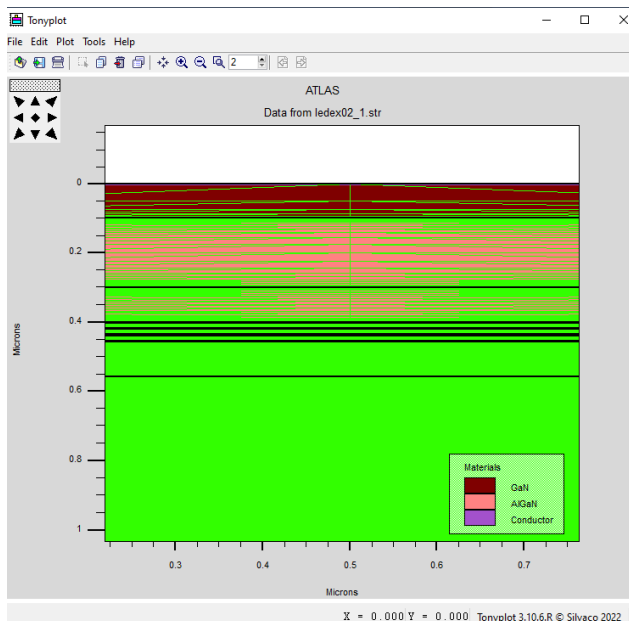 Tonyplot
File Edit Plot Tools Help
2
ATLAS
Data from ledex02_1.str
0
0.2
0.4
0.6
0.8
1
Microns
0.3 0.4 0.5 0.6 0.7
Microns
Materials
GaN
AlGaN
Conductor
X = 0.000 Y = 0.000 Tonyplot 3.10.6.R © Silvaco 2022